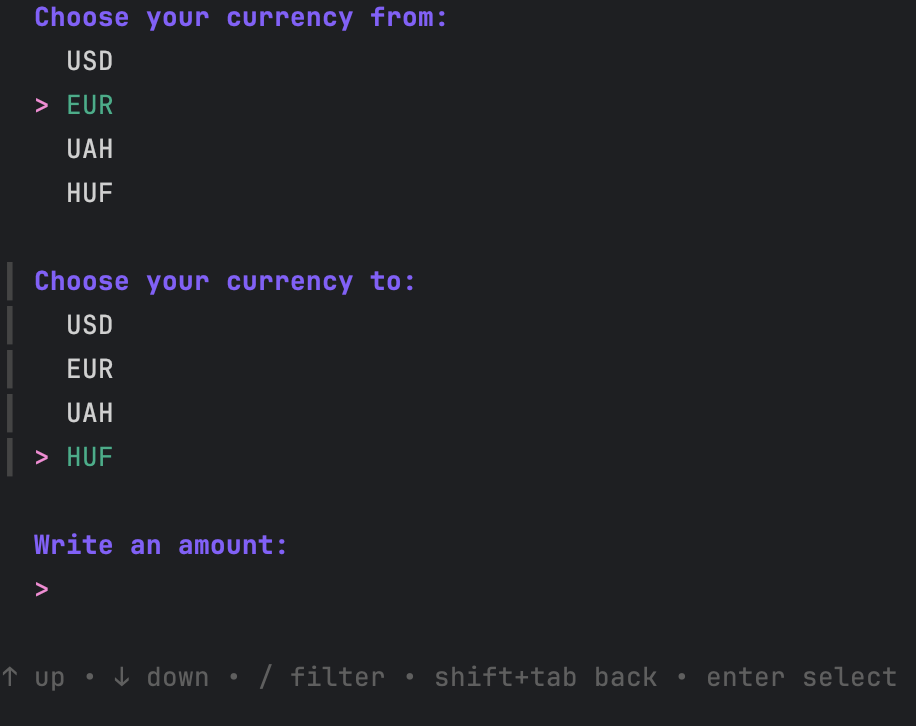 Choose your currency from:
USD
> EUR
UAH
HUF
Choose your currency to:
USD
EUR
UAH
> HUF
Write an amount:
>
↑ up • ↓ down • / filter • shift+tab back • enter select